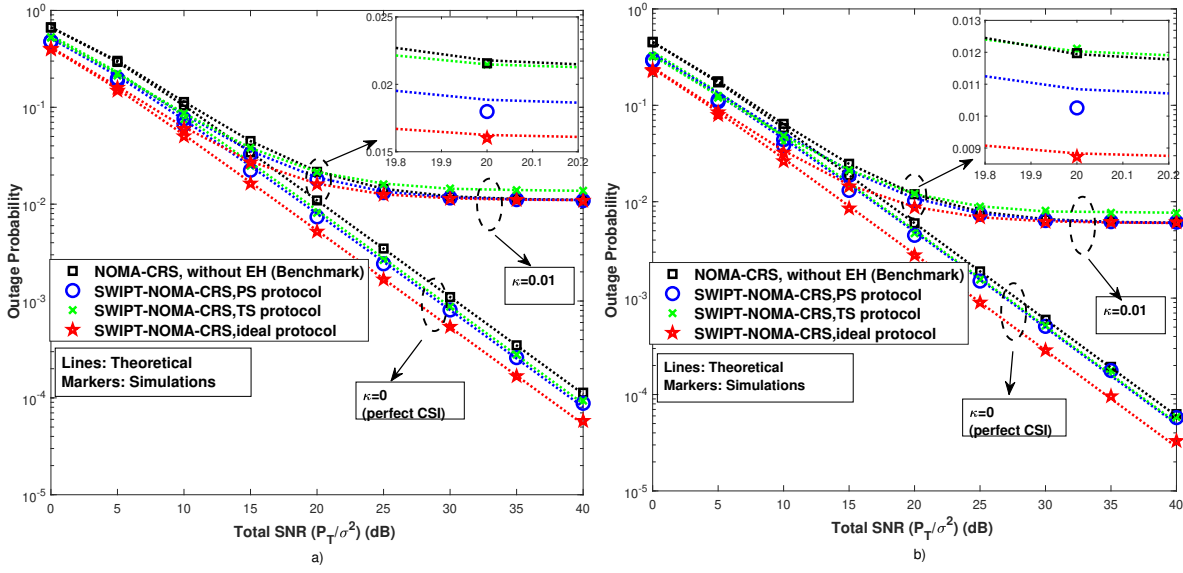 Outage Probability
10^0
10^-1
10^-2
10^-3
10^-4
10^-5
0.025
0.02
0.015
19.8 19.9 20 20.1 20.2
NOMA-CRS, without EH (Benchmark)
SWIPT-NOMA-CRS,PS protocol
SWIPT-NOMA-CRS,TS protocol
SWIPT-NOMA-CRS,ideal protocol
Lines: Theoretical
Markers: Simulations
κ=0.01
κ=0
(perfect CSI)
0 5 10 15 20 25 30 35 40
Total SNR (P_T/σ^2) (dB)
a)
Outage Probability
10^0
10^-1
10^-2
10^-3
10^-4
10^-5
0.013
0.012
0.011
0.01
0.009
19.8 19.9 20 20.1 20.2
NOMA-CRS, without EH (Benchmark)
SWIPT-NOMA-CRS,PS protocol
SWIPT-NOMA-CRS,TS protocol
SWIPT-NOMA-CRS,ideal protocol
Lines: Theoretical
Markers: Simulations
κ=0.01
κ=0
(perfect CSI)
0 5 10 15 20 25 30 35 40
Total SNR (P_T/σ^2) (dB)
b)